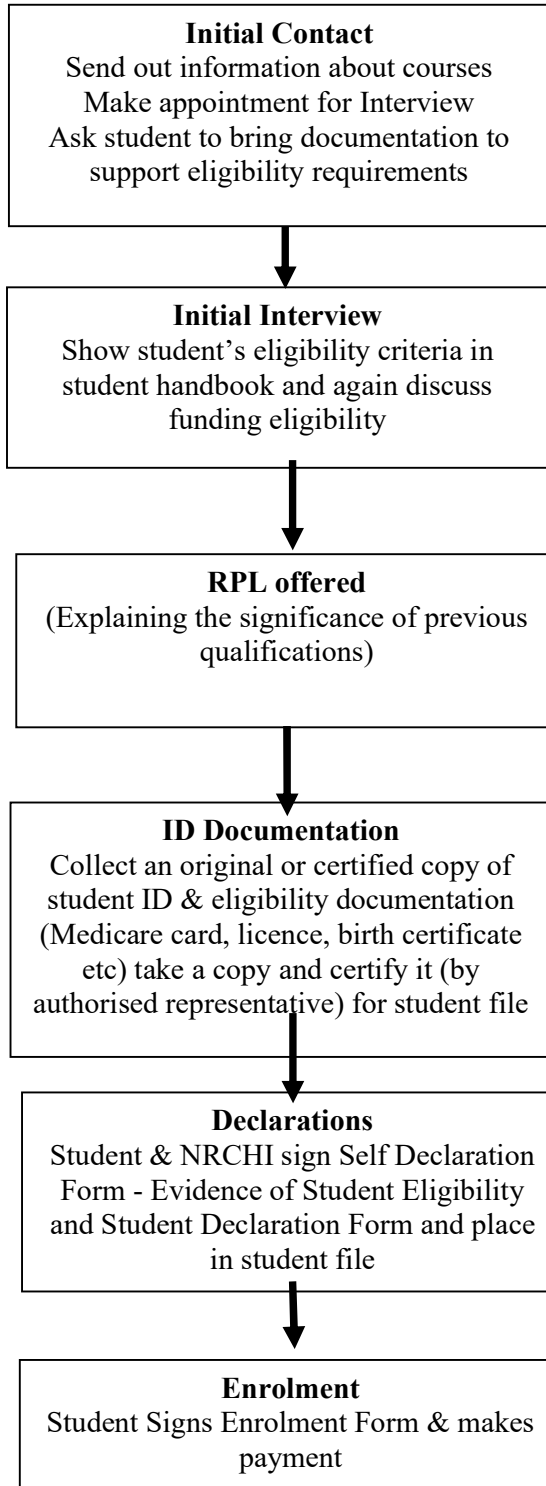 Initial Contact
Send out information about courses
Make appointment for Interview
Ask student to bring documentation to
support eligibility requirements
Initial Interview
Show student’s eligibility criteria in
student handbook and again discuss
funding eligibility
RPL offered
(Explaining the significance of previous
qualifications)
ID Documentation
Collect an original or certified copy of
student ID & eligibility documentation
(Medicare card, licence, birth certificate
etc) take a copy and certify it (by
authorised representative) for student file
Declarations
Student & NRCHI sign Self Declaration
Form - Evidence of Student Eligibility
and Student Declaration Form and place
in student file
Enrolment
Student Signs Enrolment Form & makes
payment